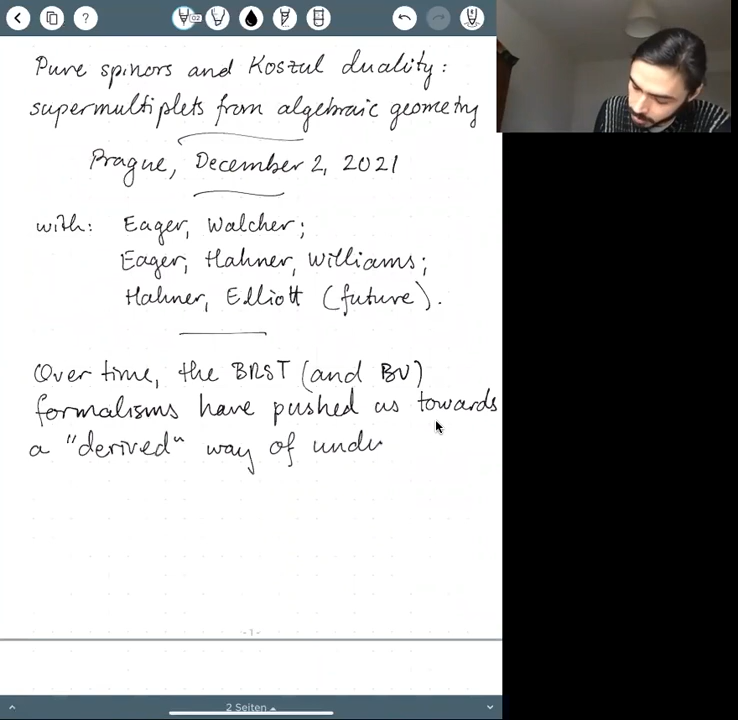 Pure spinors and Koszul duality:
supermultiplets from algebraic geometry
Prague, December 2, 2021
with: Eager, Walcher;
Eager, Hahner, Williams;
Hahner, Elliott (future).
Over time, the BRST (and BV)
formalisms have pushed us towards
a "derived" way of unde
- 1 -
2 Seiten